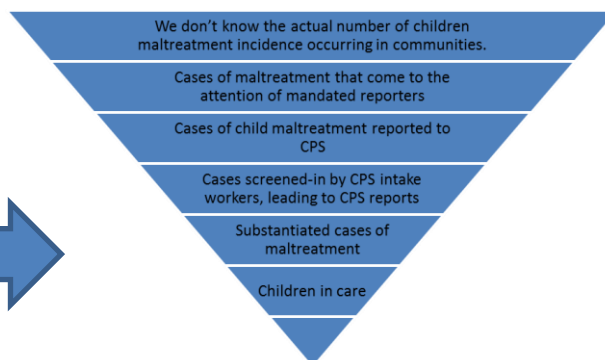 We don't know the actual number of children
maltreatment incidence occurring in communities.
Cases of maltreatment that come to the
attention of mandated reporters
Cases of child maltreatment reported to
CPS
Cases screened-in by CPS intake
workers, leading to CPS reports
Substantiated cases of
maltreatment
Children in care